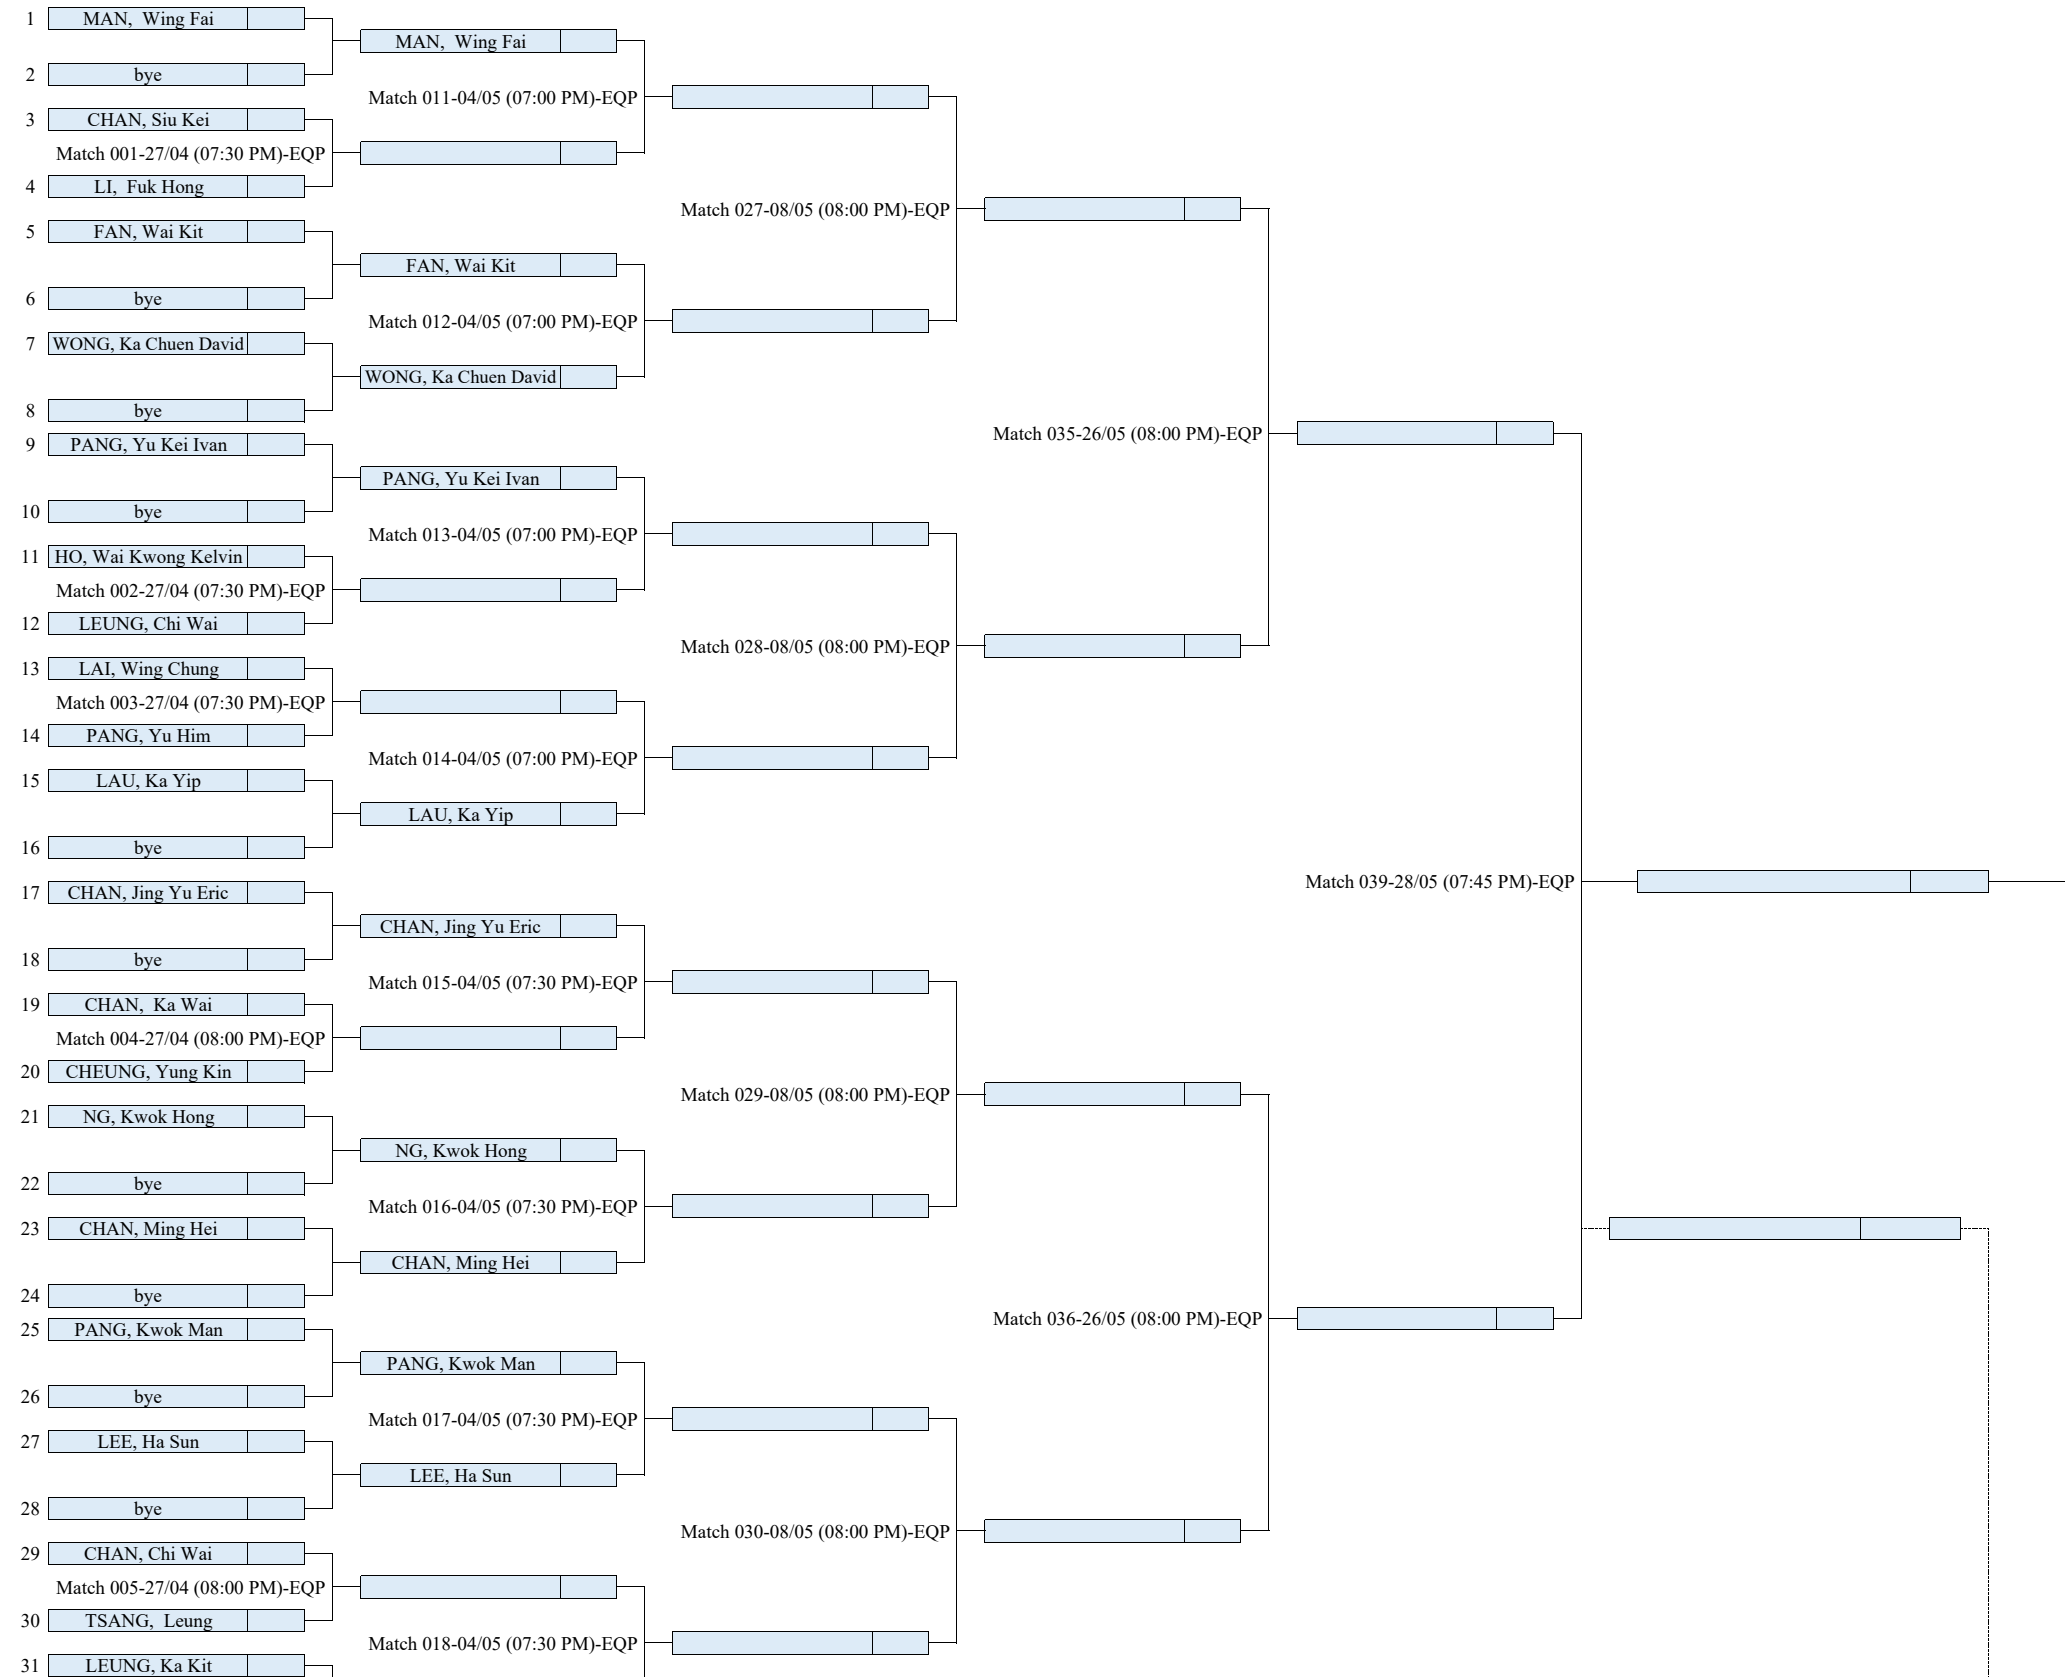 1 MAN,  Wing Fai
MAN,  Wing Fai
2 bye
Match 011-04/05 (07:00 PM)-EQP
3 CHAN, Siu Kei
Match 001-27/04 (07:30 PM)-EQP
4 LI,  Fuk Hong
Match 027-08/05 (08:00 PM)-EQP
5 FAN, Wai Kit
FAN, Wai Kit
6 bye
Match 012-04/05 (07:00 PM)-EQP
7 WONG, Ka Chuen David
WONG, Ka Chuen David
8 bye
Match 035-26/05 (08:00 PM)-EQP
9 PANG, Yu Kei Ivan
PANG, Yu Kei Ivan
10 bye
Match 013-04/05 (07:00 PM)-EQP
11 HO, Wai Kwong Kelvin
Match 002-27/04 (07:30 PM)-EQP
12 LEUNG, Chi Wai
Match 028-08/05 (08:00 PM)-EQP
13 LAI, Wing Chung
Match 003-27/04 (07:30 PM)-EQP
14 PANG, Yu Him
Match 014-04/05 (07:00 PM)-EQP
15 LAU, Ka Yip
LAU, Ka Yip
16 bye
Match 039-28/05 (07:45 PM)-EQP
17 CHAN, Jing Yu Eric
CHAN, Jing Yu Eric
18 bye
Match 015-04/05 (07:30 PM)-EQP
19 CHAN,  Ka Wai
Match 004-27/04 (08:00 PM)-EQP
20 CHEUNG, Yung Kin
Match 029-08/05 (08:00 PM)-EQP
21 NG, Kwok Hong
NG, Kwok Hong
22 bye
Match 016-04/05 (07:30 PM)-EQP
23 CHAN, Ming Hei
CHAN, Ming Hei
24 bye
Match 036-26/05 (08:00 PM)-EQP
25 PANG, Kwok Man
PANG, Kwok Man
26 bye
Match 017-04/05 (07:30 PM)-EQP
27 LEE, Ha Sun
LEE, Ha Sun
28 bye
Match 030-08/05 (08:00 PM)-EQP
29 CHAN, Chi Wai
Match 005-27/04 (08:00 PM)-EQP
30 TSANG,  Leung
Match 018-04/05 (07:30 PM)-EQP
31 LEUNG, Ka Kit